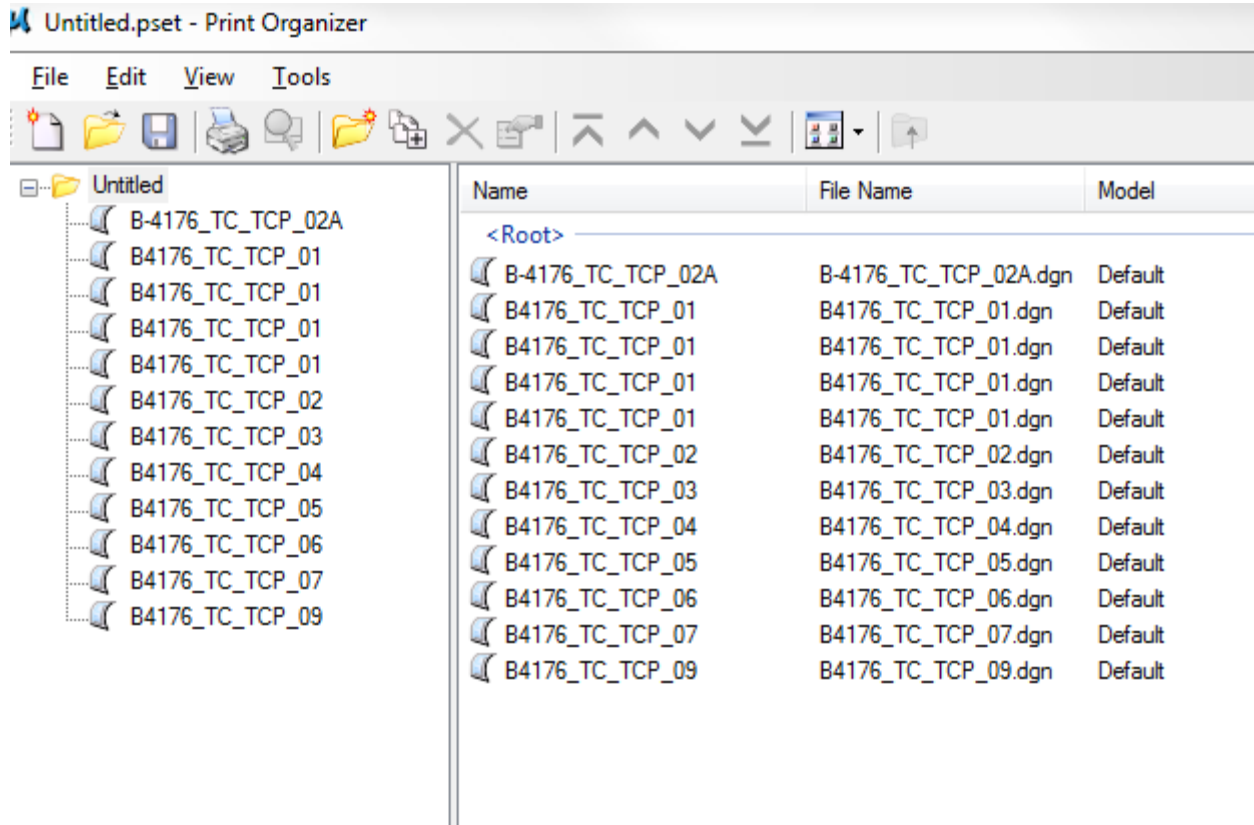 Untitled.pset - Print Organizer
File Edit View Tools
Untitled
B-4176_TC_TCP_02A
B4176_TC_TCP_01
B4176_TC_TCP_01
B4176_TC_TCP_01
B4176_TC_TCP_01
B4176_TC_TCP_02
B4176_TC_TCP_03
B4176_TC_TCP_04
B4176_TC_TCP_05
B4176_TC_TCP_06
B4176_TC_TCP_07
B4176_TC_TCP_09
Name File Name Model
<Root>
B-4176_TC_TCP_02A B-4176_TC_TCP_02A.dgn Default
B4176_TC_TCP_01 B4176_TC_TCP_01.dgn Default
B4176_TC_TCP_01 B4176_TC_TCP_01.dgn Default
B4176_TC_TCP_01 B4176_TC_TCP_01.dgn Default
B4176_TC_TCP_01 B4176_TC_TCP_01.dgn Default
B4176_TC_TCP_02 B4176_TC_TCP_02.dgn Default
B4176_TC_TCP_03 B4176_TC_TCP_03.dgn Default
B4176_TC_TCP_04 B4176_TC_TCP_04.dgn Default
B4176_TC_TCP_05 B4176_TC_TCP_05.dgn Default
B4176_TC_TCP_06 B4176_TC_TCP_06.dgn Default
B4176_TC_TCP_07 B4176_TC_TCP_07.dgn Default
B4176_TC_TCP_09 B4176_TC_TCP_09.dgn Default